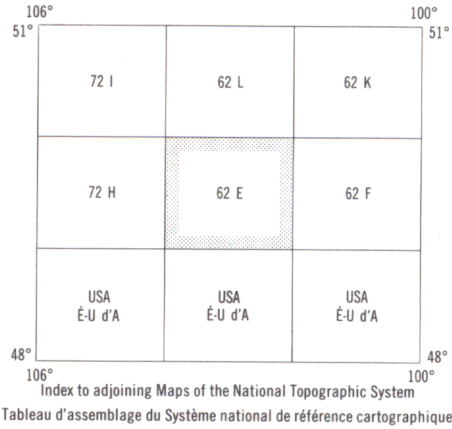 106° 100°
51° 51°
72 I 62 L 62 K
72 H 62 E 62 F
USA USA USA
É-U d'A É-U d'A É-U d'A
48° 48°
106° 100°
Index to adjoining Maps of the National Topographic System
Tableau d'assemblage du Système national de référence cartographique